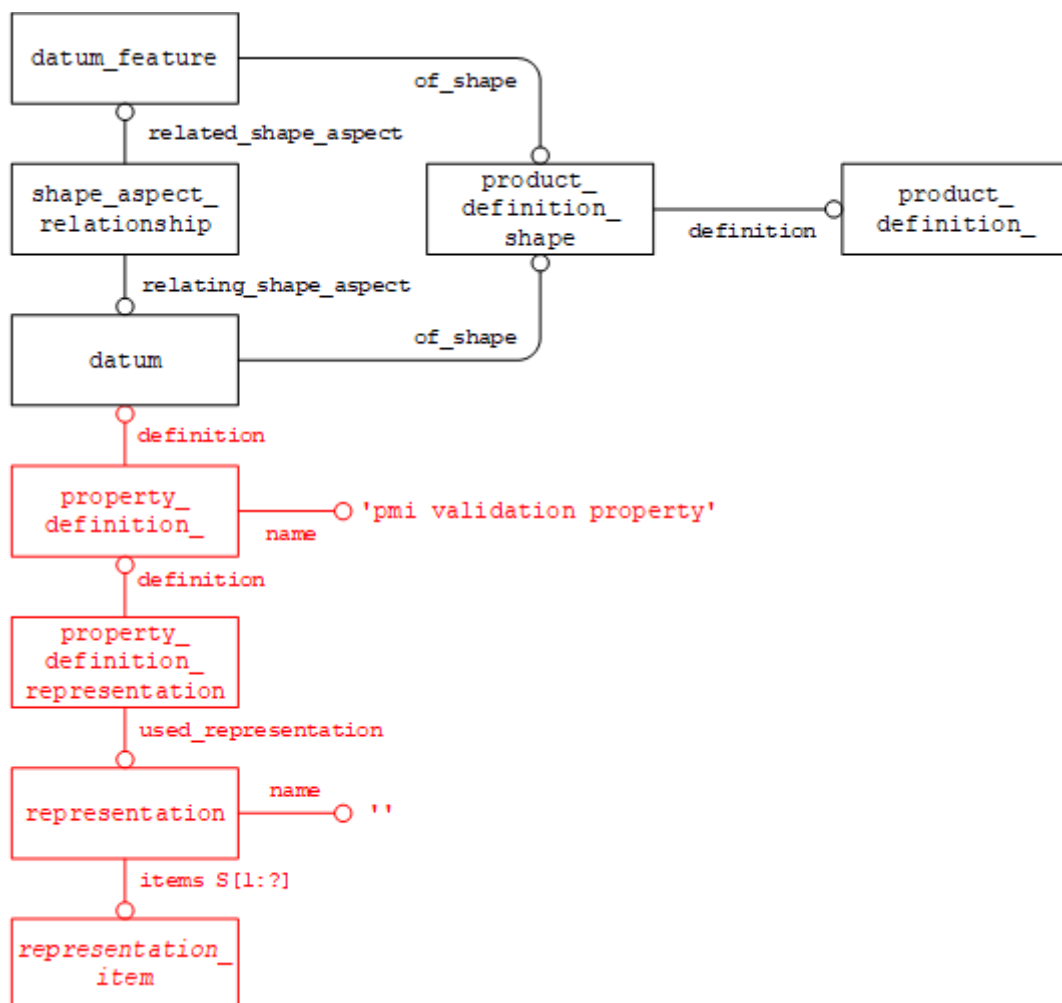 datum_feature
of_shape
related_shape_aspect
shape_aspect_
relationship
product_
definition_
shape
definition
product_
definition_
relating_shape_aspect
of_shape
datum
definition
property_
definition_
name
'pmi validation property'
definition
property_
definition_
representation
used_representation
representation
name
''
items S[1:?]
representation_
item